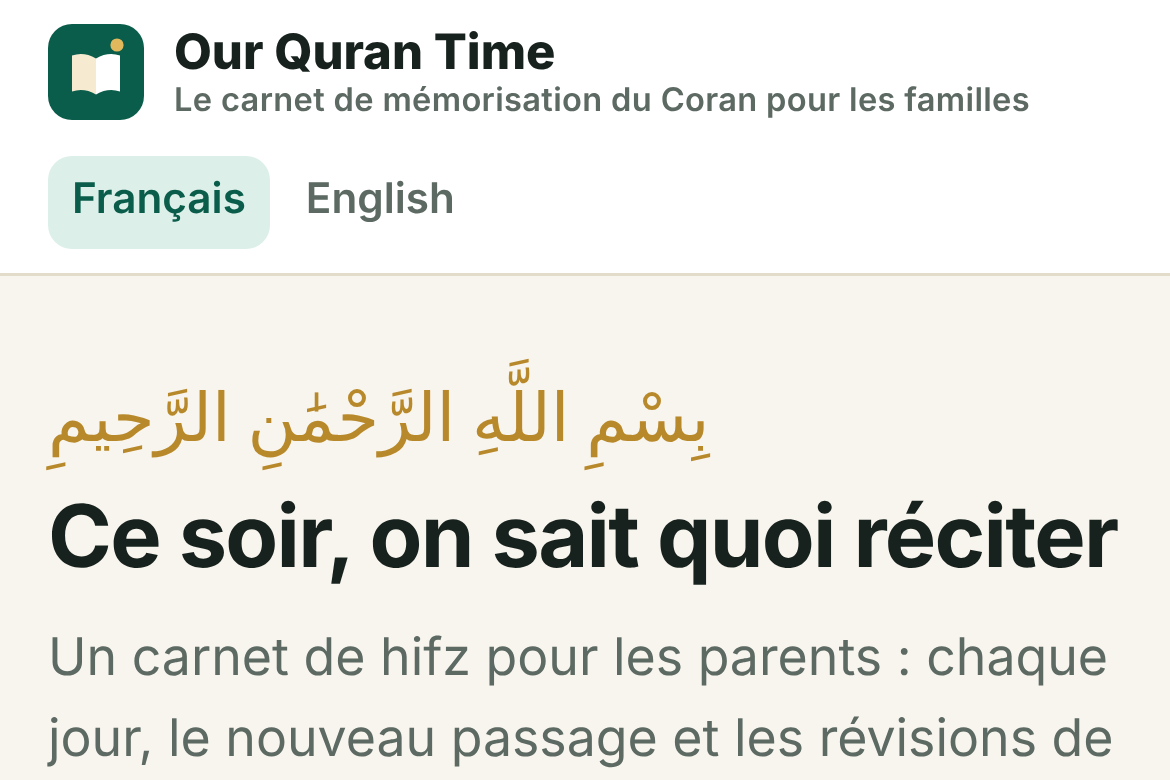 Our Quran Time
Le carnet de mémorisation du Coran pour les familles
Français English
بِسْمِ اللَّهِ الرَّحْمَٰنِ الرَّحِيمِ
Ce soir, on sait quoi réciter
Un carnet de hifz pour les parents : chaque
jour, le nouveau passage et les révisions de